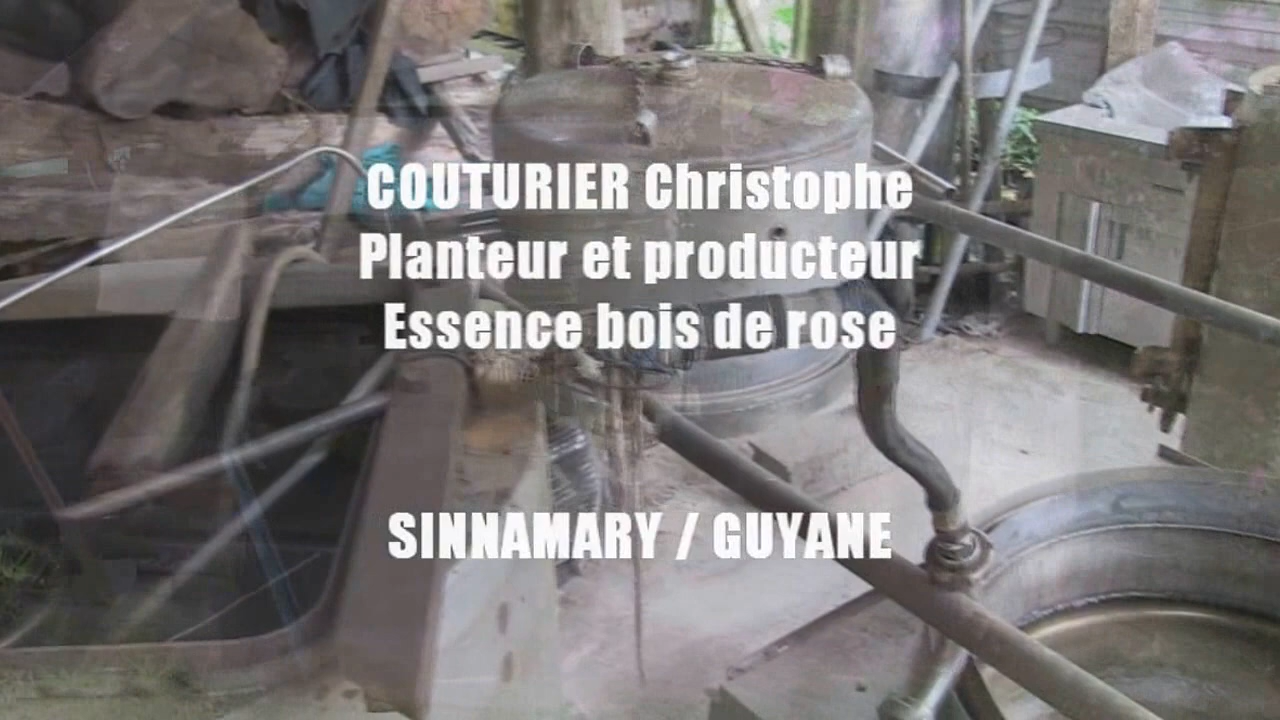 COUTURIER Christophe
Planteur et producteur
Essence bois de rose
SINNAMARY / GUYANE